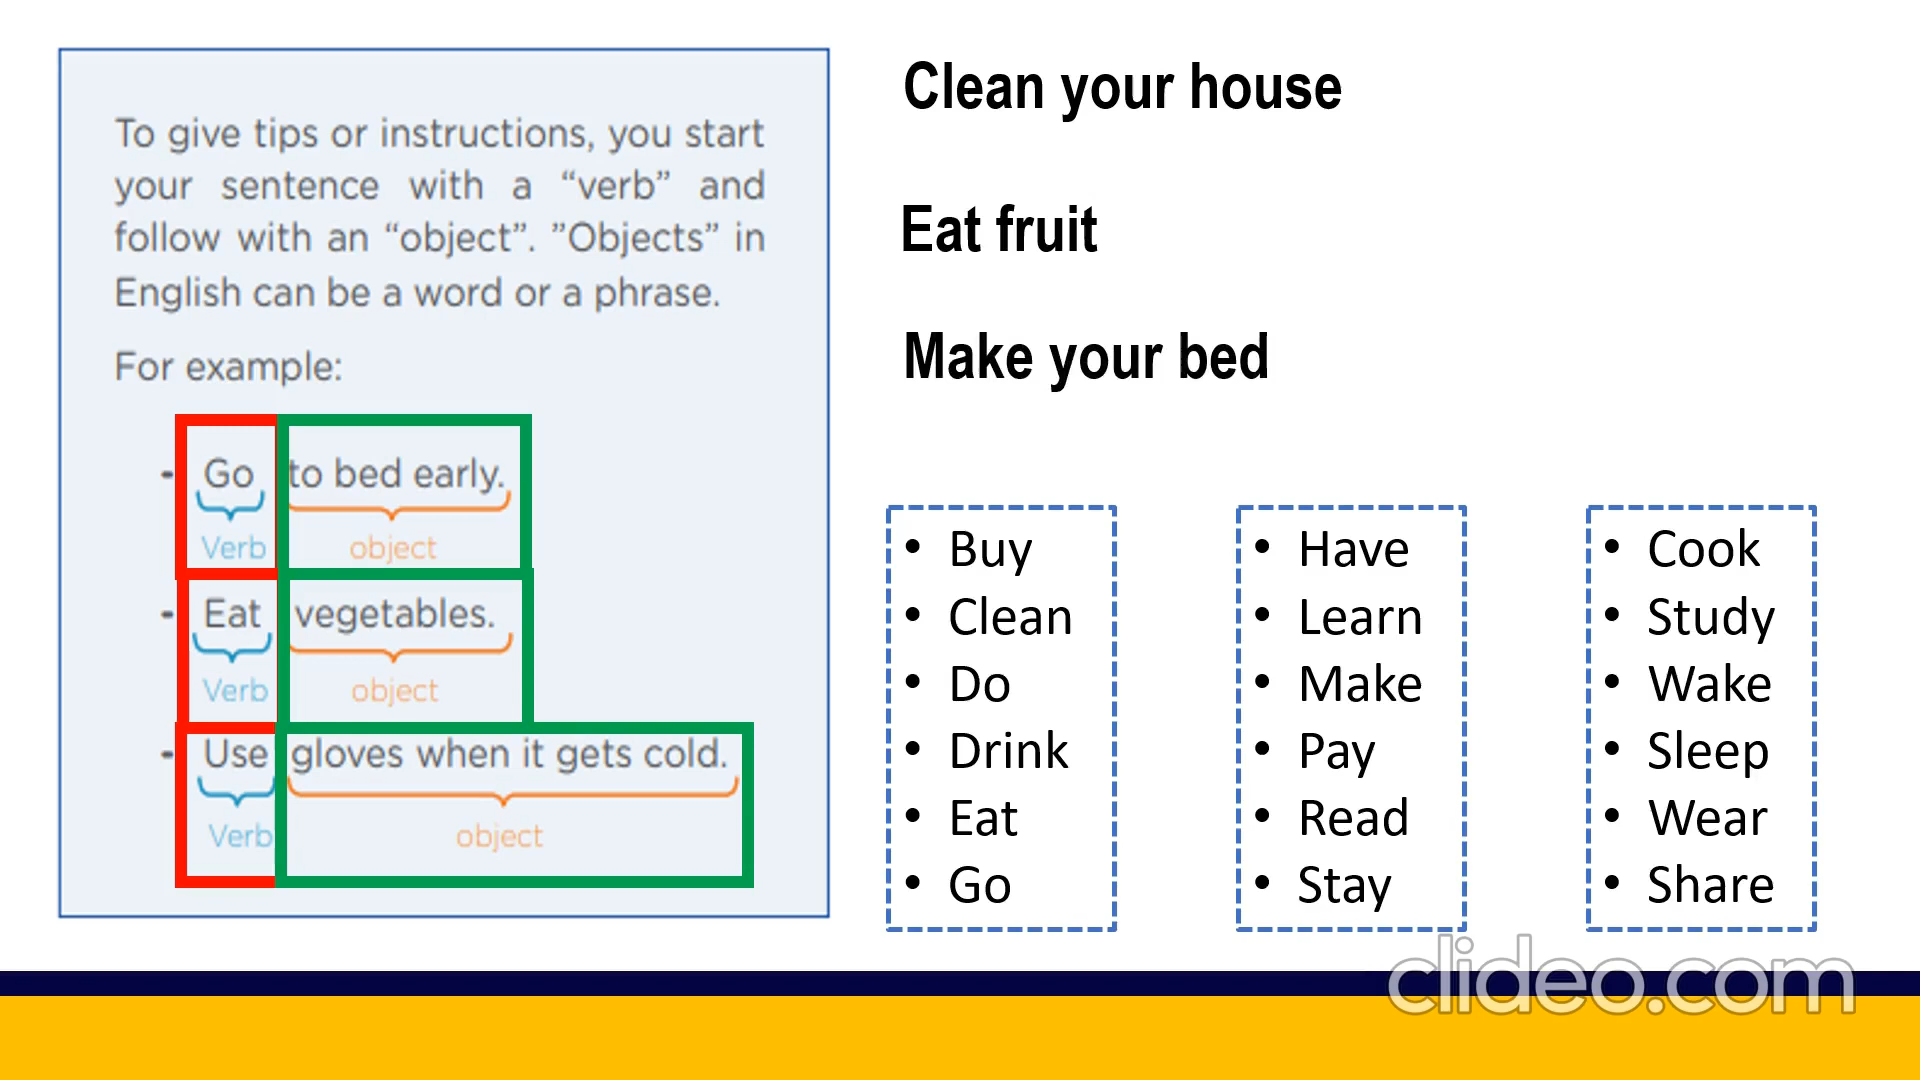 To give tips or instructions, you start
your sentence with a “verb” and
follow with an “object”. ”Objects” in
English can be a word or a phrase.
For example:
- Go to bed early.
Verb object
- Eat vegetables.
Verb object
- Use gloves when it gets cold.
Verb object
Clean your house
Eat fruit
Make your bed
• Buy
• Clean
• Do
• Drink
• Eat
• Go
• Have
• Learn
• Make
• Pay
• Read
• Stay
• Cook
• Study
• Wake
• Sleep
• Wear
• Share
clideo.com